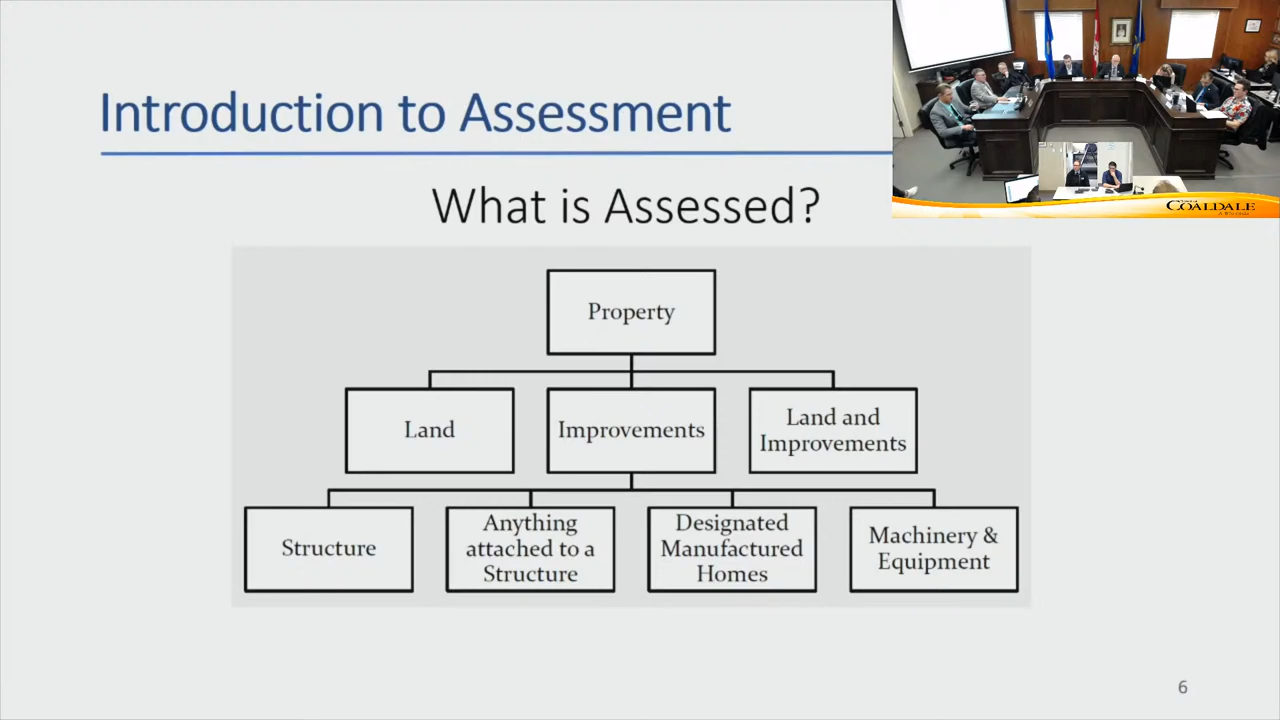 Introduction to Assessment
What is Assessed?
Property
Land
Improvements
Land and
Improvements
Structure
Anything
attached to a
Structure
Designated
Manufactured
Homes
Machinery &
Equipment
6
COALDALE